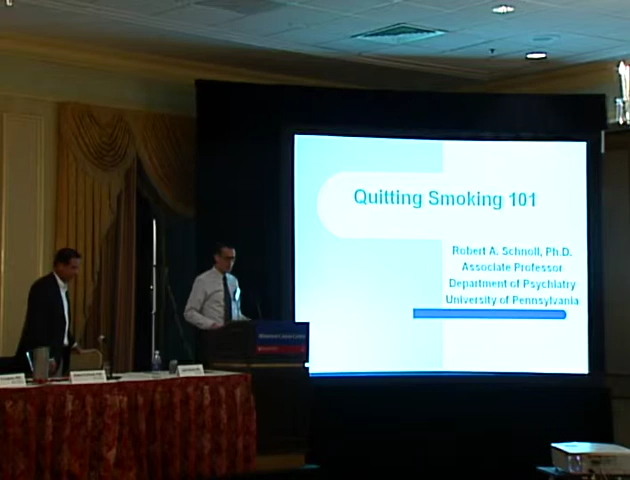 Quitting Smoking 101
Robert A. Schnoll, Ph.D.
Associate Professor
Department of Psychiatry
University of Pennsylvania